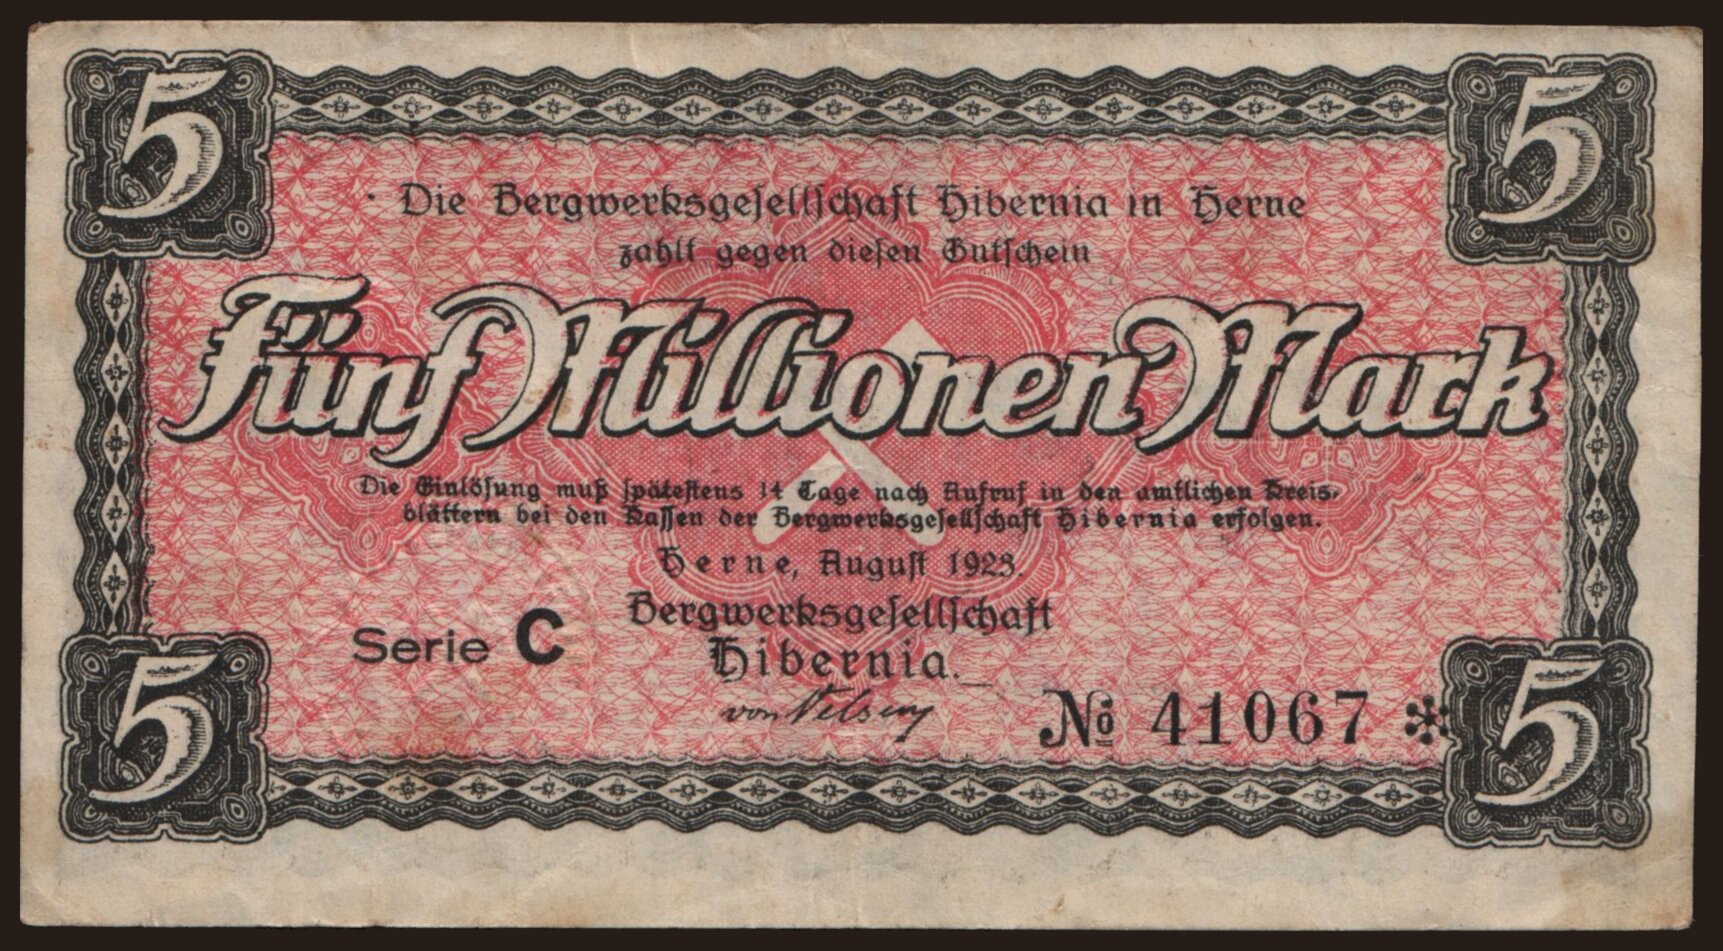 5 5
Die Bergwerksgesellschaft Hibernia in Herne
zahlt gegen diesen Gutschein
Fünf Millionen Mark
Die Einlösung muß spätestens 14 Tage nach Aufruf in den amtlichen Kreis-
blättern bei den Kassen der Bergwerksgesellschaft Hibernia erfolgen.
Herne, August 1923.
Bergwerksgesellschaft
Serie C Hibernia.
von Velsen
№ 41067 *
5 5